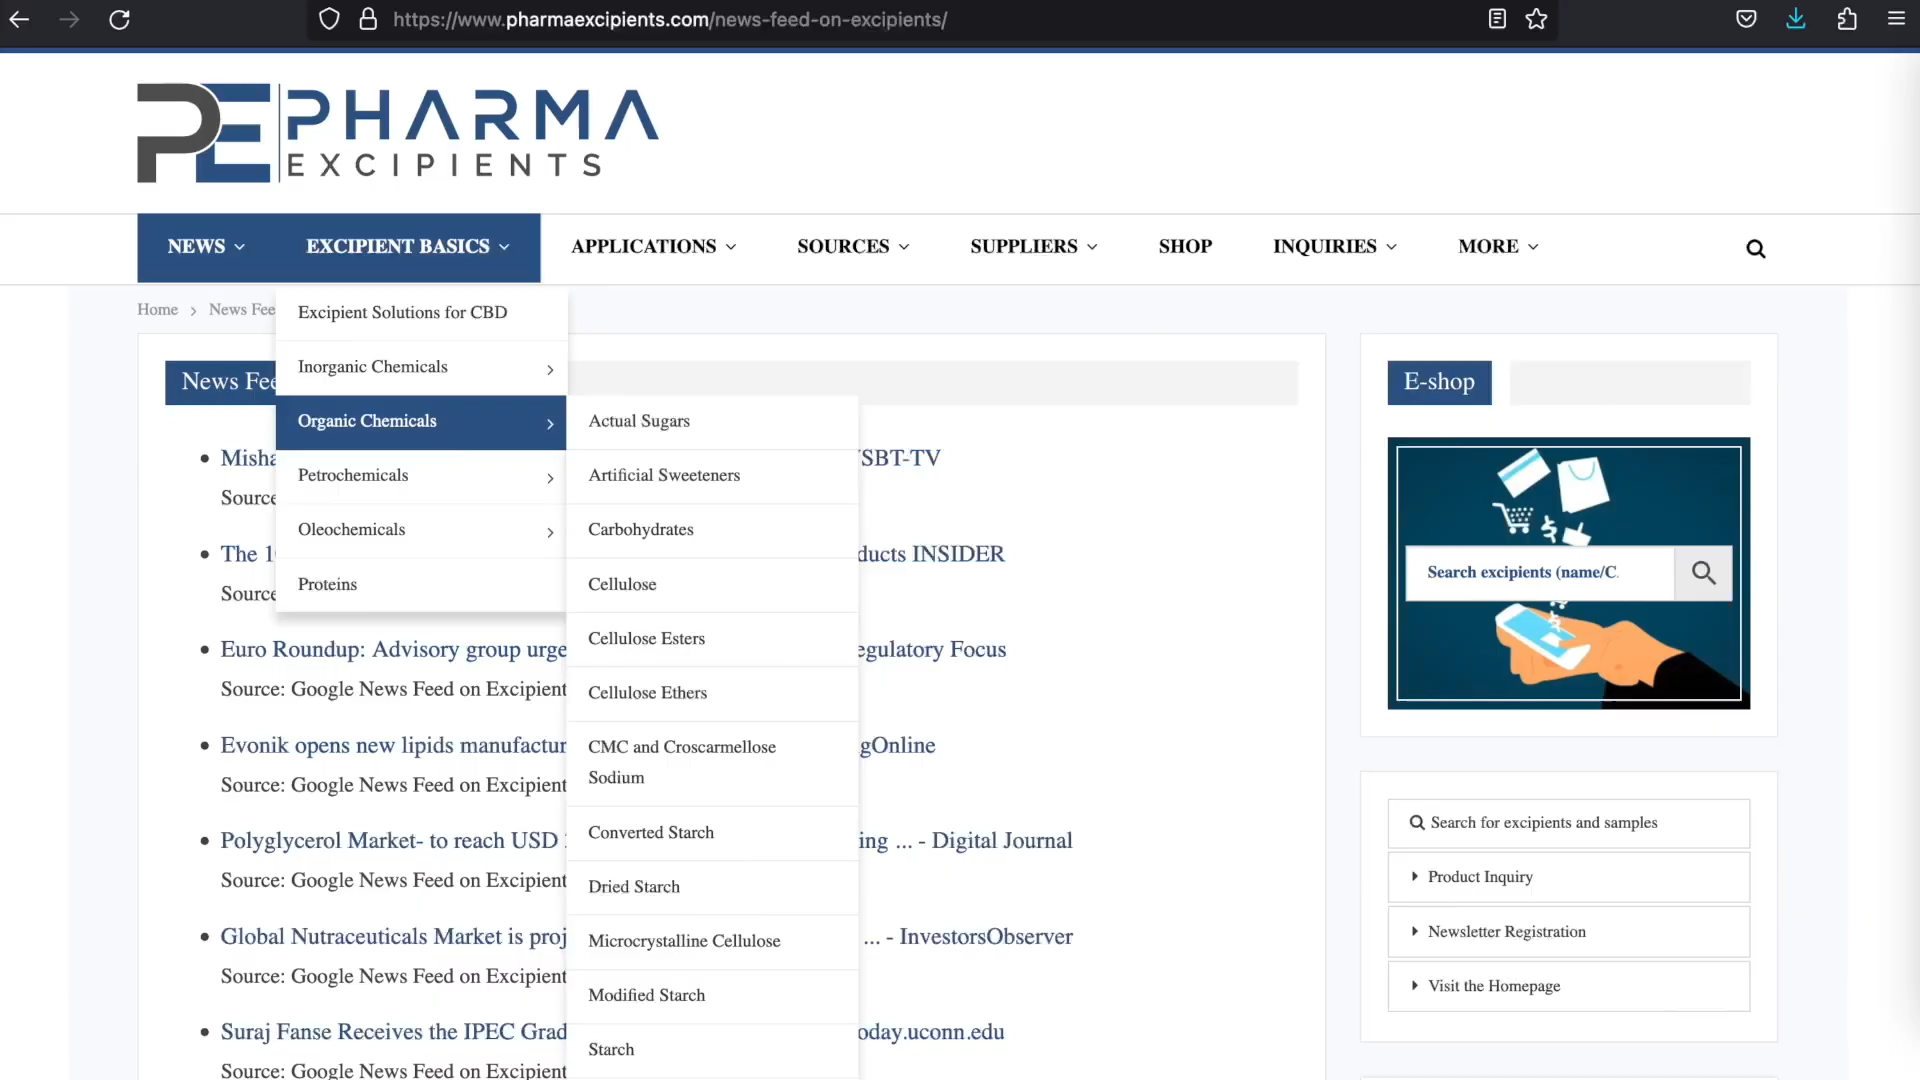 https://www.pharmaexcipients.com/news-feed-on-excipients/
PE PHARMA
EXCIPIENTS
NEWS
EXCIPIENT BASICS
APPLICATIONS
SOURCES
SUPPLIERS
SHOP
INQUIRIES
MORE
Home > News Fee
News Fee
Excipient Solutions for CBD
Inorganic Chemicals
Organic Chemicals
Petrochemicals
Oleochemicals
Proteins
Actual Sugars
Artificial Sweeteners
Carbohydrates
Cellulose
Cellulose Esters
Cellulose Ethers
CMC and Croscarmellose
Sodium
Converted Starch
Dried Starch
Microcrystalline Cellulose
Modified Starch
Starch
Misha SBT-TV
Source
The 1 ducts INSIDER
Source
Euro Roundup: Advisory group urge egulatory Focus
Source: Google News Feed on Excipient
Evonik opens new lipids manufactur gOnline
Source: Google News Feed on Excipient
Polyglycerol Market- to reach USD ing ... - Digital Journal
Source: Google News Feed on Excipient
Global Nutraceuticals Market is proj ... - InvestorsObserver
Source: Google News Feed on Excipient
Suraj Fanse Receives the IPEC Grad oday.uconn.edu
Source: Google News Feed on Excipient
E-shop
Search excipients (name/C.
Search for excipients and samples
Product Inquiry
Newsletter Registration
Visit the Homepage